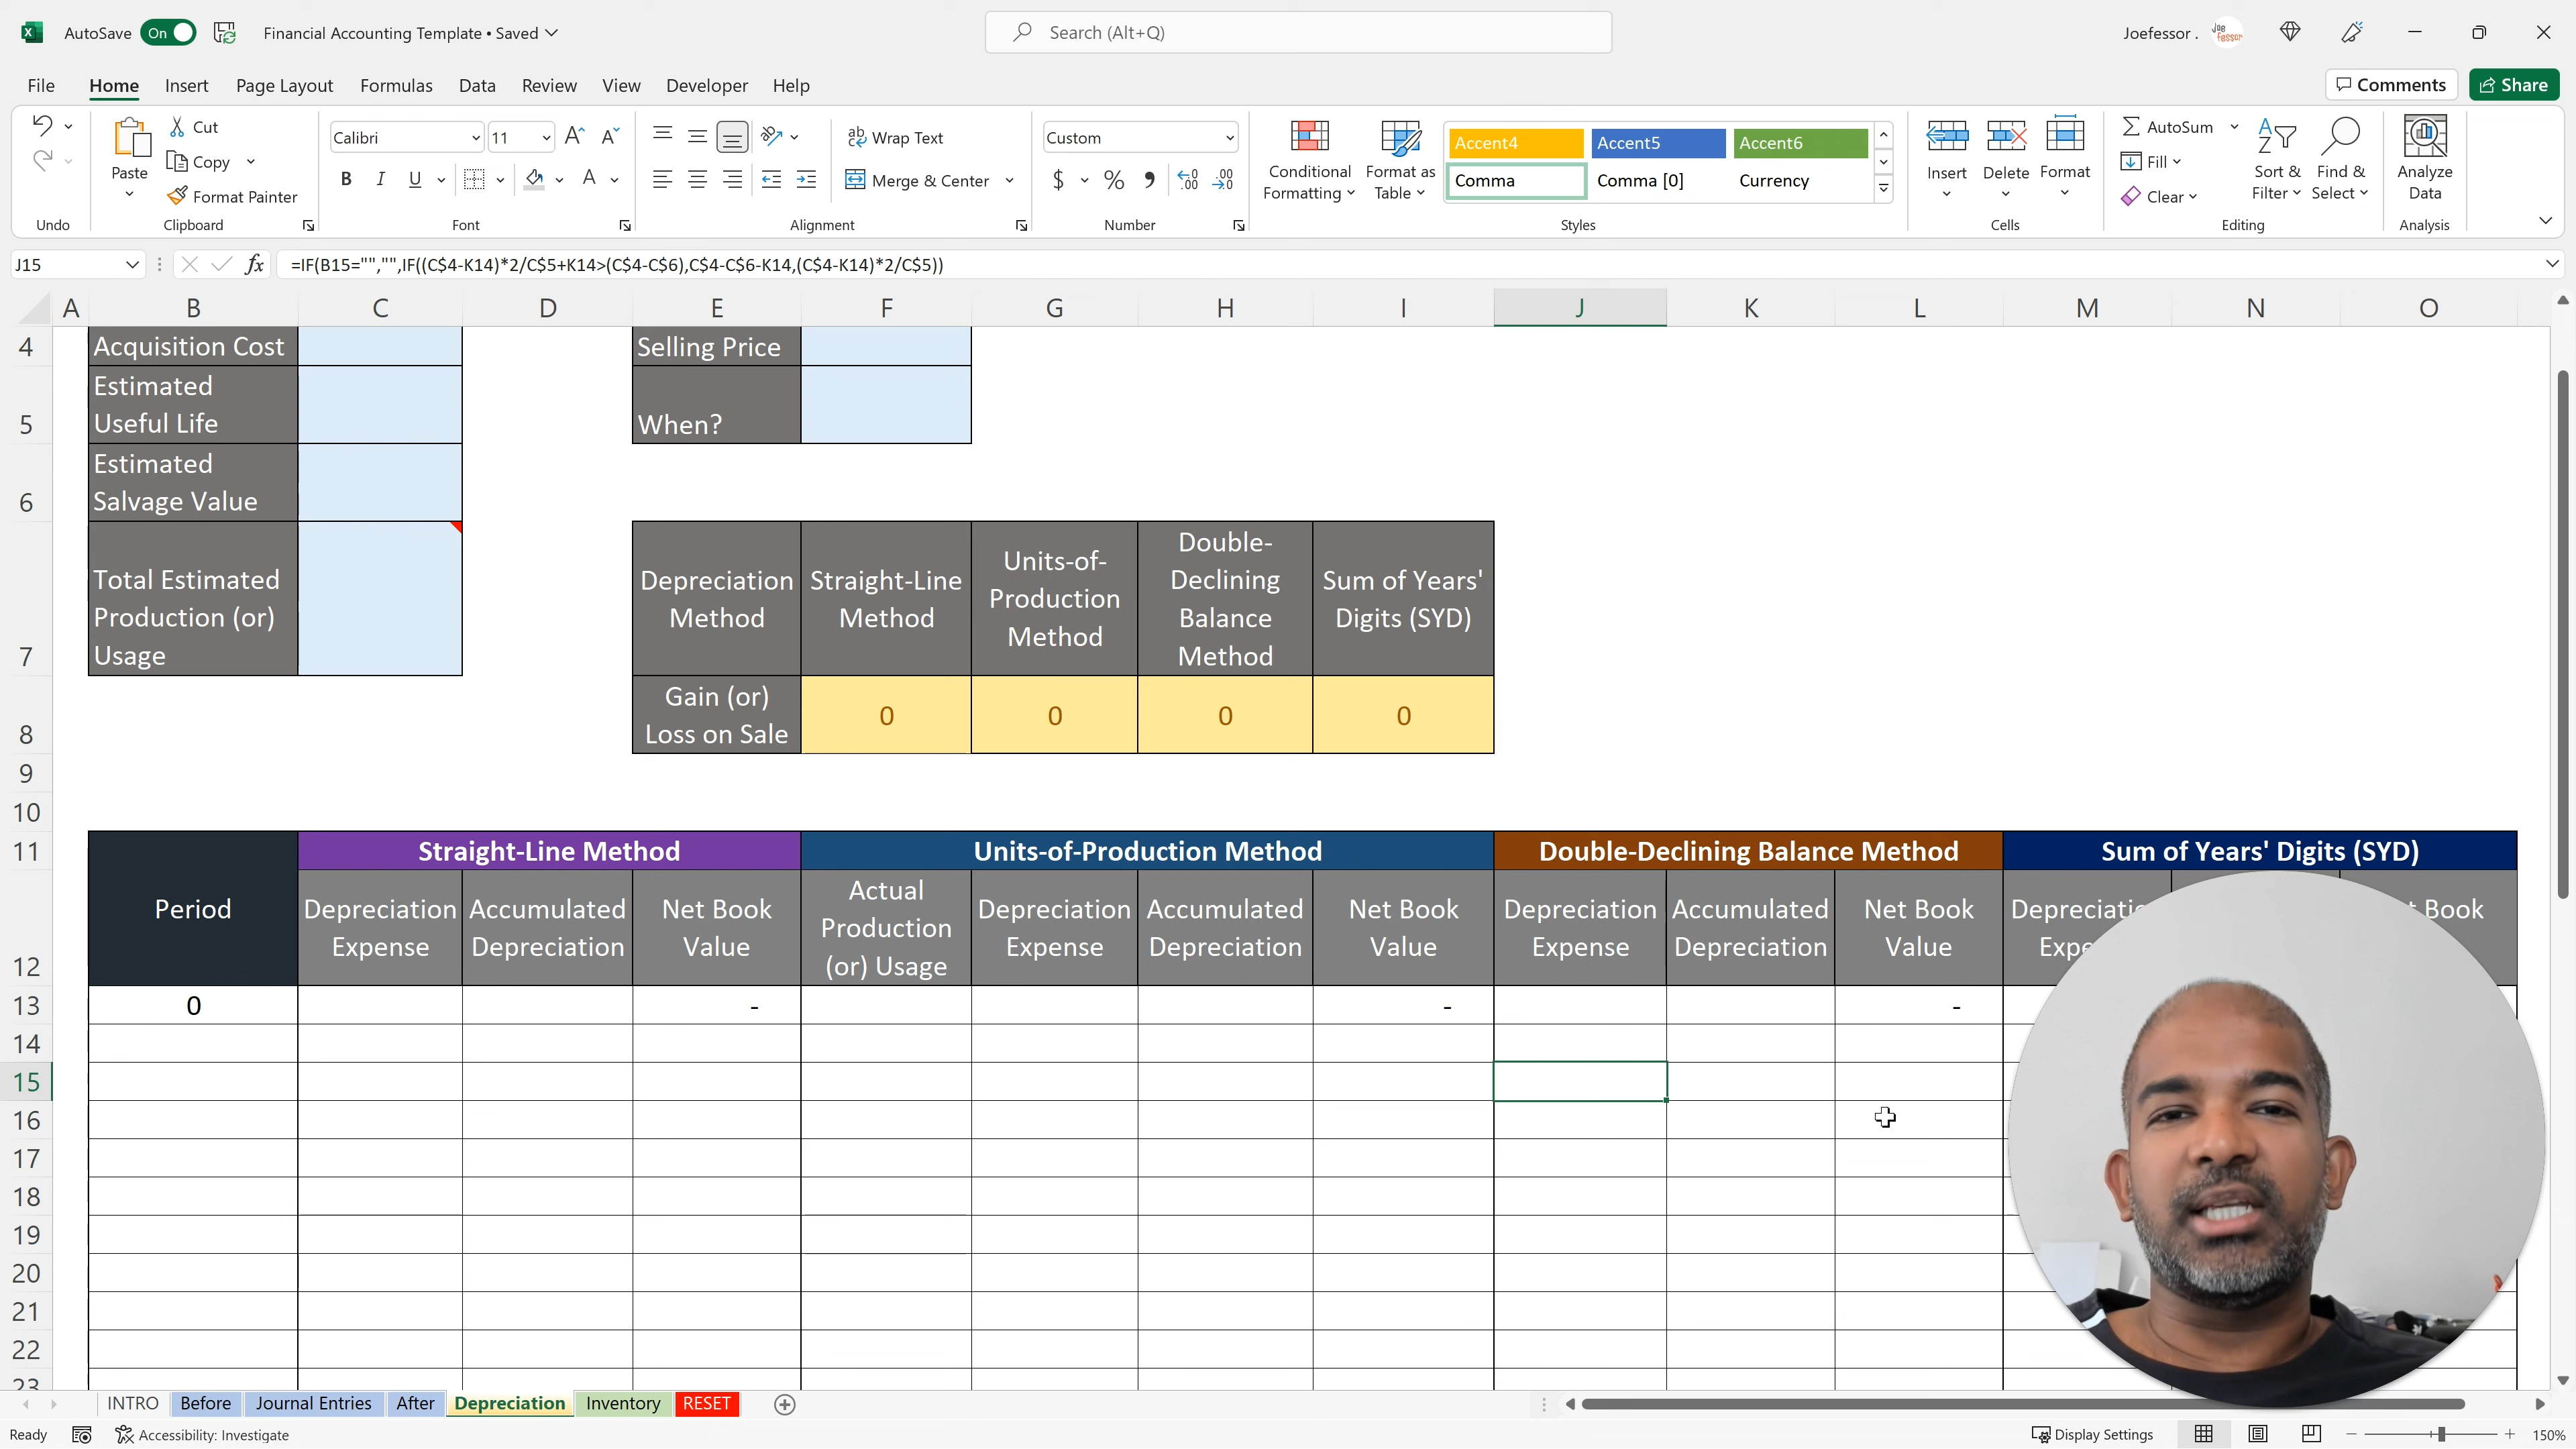 AutoSave On Financial Accounting Template • Saved Search (Alt+Q) Joefessor .
File Home Insert Page Layout Formulas Data Review View Developer Help Comments Share
Undo
Paste Cut
Copy
Format Painter
Clipboard
Calibri 11
B I U A
Font
Wrap Text
Merge & Center
Alignment
Custom
$ % 9
Number
Conditional Formatting
Format as Table
Accent4 Accent5 Accent6
Comma Comma [0] Currency
Styles
Insert Delete Format
Cells
AutoSum
Fill
Clear
Sort & Filter
Find & Select
Editing
Analyze Data
Analysis
J15 fx =IF(B15="","",IF((C$4-K14)*2/C$5+K14>(C$4-C$6),C$4-C$6-K14,(C$4-K14)*2/C$5))
A B C D E F G H I J K L M N O
4 Acquisition Cost Selling Price
5 Estimated Useful Life When?
6 Estimated Salvage Value
7 Total Estimated Production (or) Usage Depreciation Method Straight-Line Method Units-of-Production Method Double-Declining Balance Method Sum of Years' Digits (SYD)
8 Gain (or) Loss on Sale 0 0 0 0
9
10
11 Straight-Line Method Units-of-Production Method Double-Declining Balance Method Sum of Years' Digits (SYD)
12 Period Depreciation Expense Accumulated Depreciation Net Book Value Actual Production (or) Usage Depreciation Expense Accumulated Depreciation Net Book Value Depreciation Expense Accumulated Depreciation Net Book Value Book
13 0 - - -
14
15
16
17
18
19
20
21
22
23
INTRO Before Journal Entries After Depreciation Inventory RESET
Ready Accessibility: Investigate Display Settings 150%